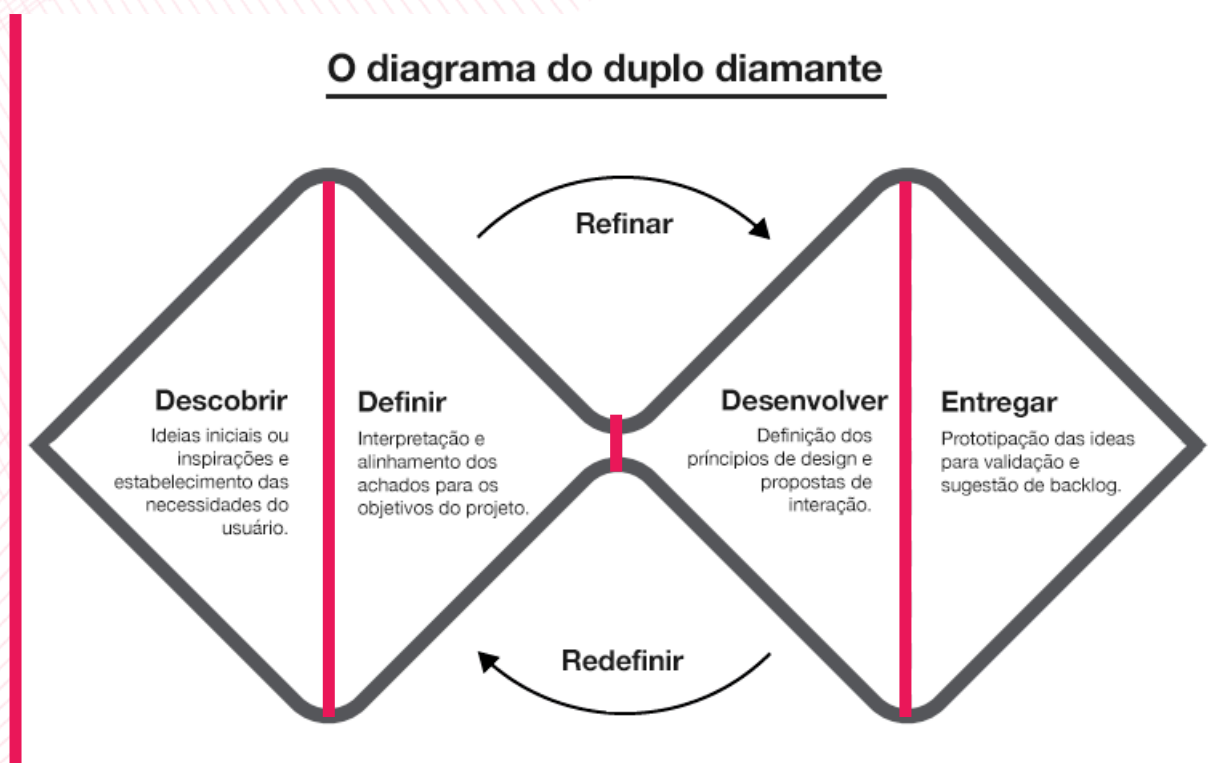 O diagrama do duplo diamante
Refinar
Descobrir
Ideias iniciais ou
inspirações e
estabelecimento das
necessidades do
usuário.
Definir
Interpretação e
alinhamento dos
achados para os
objetivos do projeto.
Desenvolver
Definição dos
príncipios de design e
propostas de
interação.
Entregar
Prototipação das ideias
para validação e
sugestão de backlog.
Redefinir